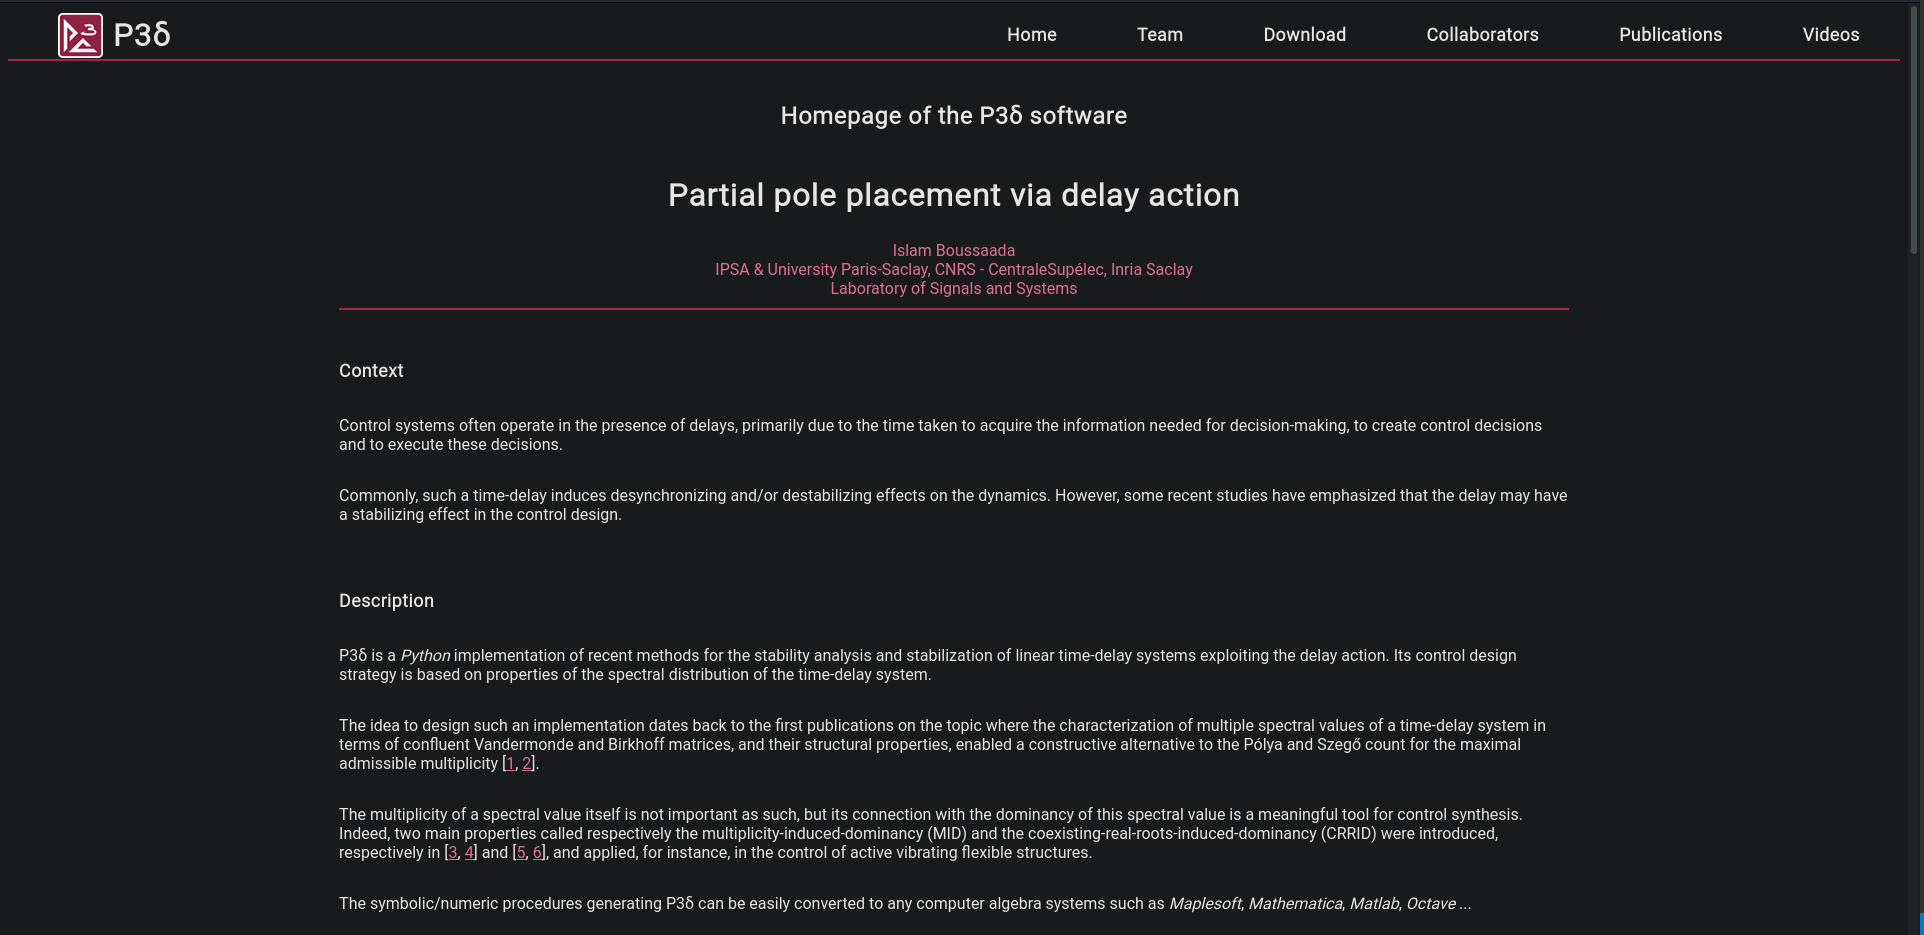 P3δ
Home
Team
Download
Collaborators
Publications
Videos
Homepage of the P3δ software
Partial pole placement via delay action
Islam Boussaada
IPSA & University Paris-Saclay, CNRS - CentraleSupélec, Inria Saclay
Laboratory of Signals and Systems
Context
Control systems often operate in the presence of delays, primarily due to the time taken to acquire the information needed for decision-making, to create control decisions
and to execute these decisions.
Commonly, such a time-delay induces desynchronizing and/or destabilizing effects on the dynamics. However, some recent studies have emphasized that the delay may have
a stabilizing effect in the control design.
Description
P3δ is a Python implementation of recent methods for the stability analysis and stabilization of linear time-delay systems exploiting the delay action. Its control design
strategy is based on properties of the spectral distribution of the time-delay system.
The idea to design such an implementation dates back to the first publications on the topic where the characterization of multiple spectral values of a time-delay system in
terms of confluent Vandermonde and Birkhoff matrices, and their structural properties, enabled a constructive alternative to the Pólya and Szegő count for the maximal
admissible multiplicity [1, 2].
The multiplicity of a spectral value itself is not important as such, but its connection with the dominancy of this spectral value is a meaningful tool for control synthesis.
Indeed, two main properties called respectively the multiplicity-induced-dominancy (MID) and the coexisting-real-roots-induced-dominancy (CRRID) were introduced,
respectively in [3, 4] and [5, 6], and applied, for instance, in the control of active vibrating flexible structures.
The symbolic/numeric procedures generating P3δ can be easily converted to any computer algebra systems such as Maplesoft, Mathematica, Matlab, Octave ...